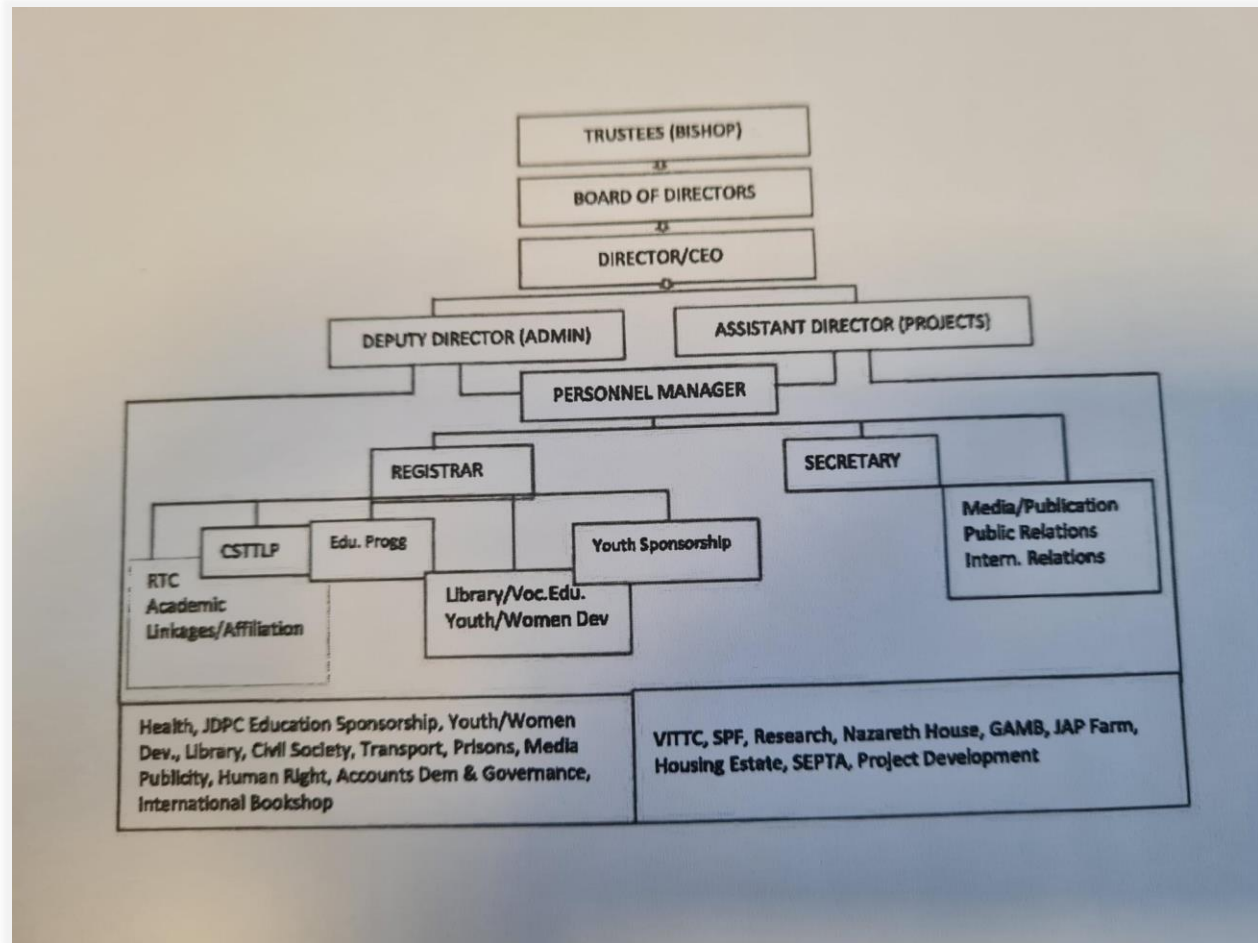 TRUSTEES (BISHOP)
BOARD OF DIRECTORS
DIRECTOR/CEO
DEPUTY DIRECTOR (ADMIN)
ASSISTANT DIRECTOR (PROJECTS)
PERSONNEL MANAGER
REGISTRAR
SECRETARY
RTC
Academic
Linkages/Affiliation
CSTTLP
Edu. Progg
Library/Voc.Edu.
Youth/Women Dev
Youth Sponsorship
Media/Publication
Public Relations
Intern. Relations
Health, JDPC Education Sponsorship, Youth/Women
Dev., Library, Civil Society, Transport, Prisons, Media
Publicity, Human Right, Accounts Dem & Governance,
International Bookshop
VITTC, SPF, Research, Nazareth House, GAMB, JAP Farm,
Housing Estate, SEPTA, Project Development